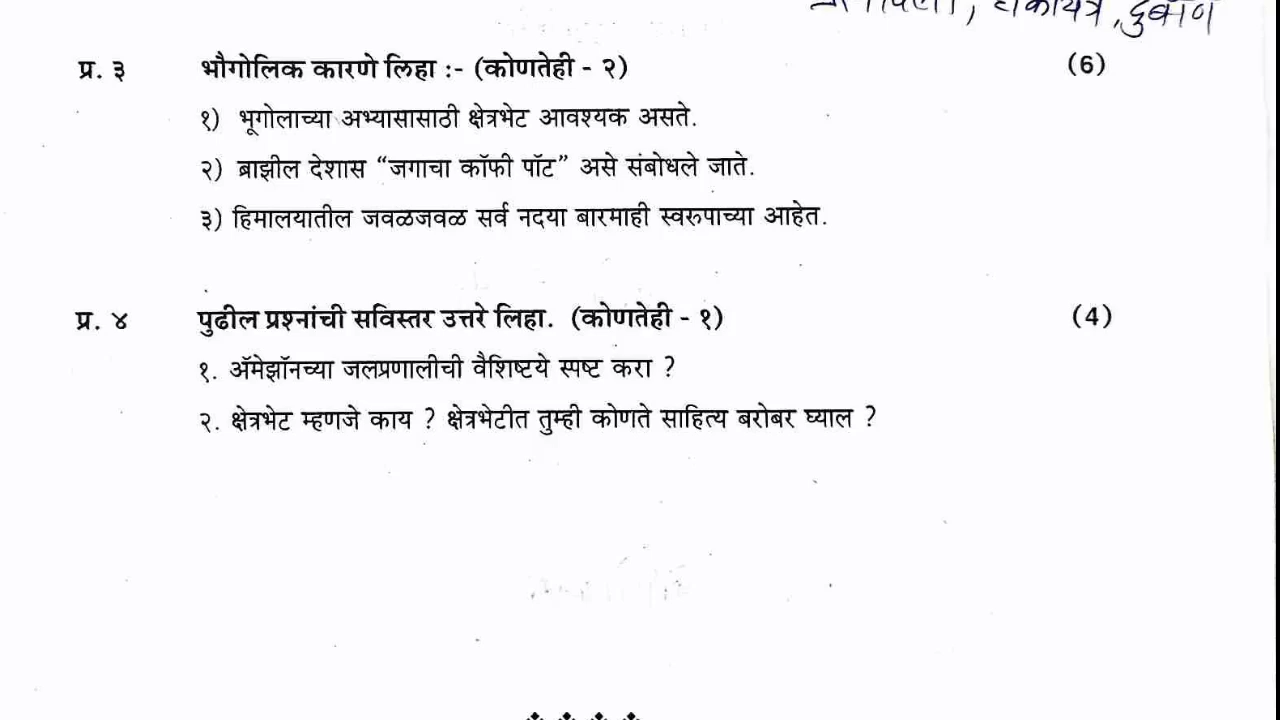 दुर्बीण
प्र. ३ भौगोलिक कारणे लिहा :- (कोणतेही - २) (6)
१) भूगोलाच्या अभ्यासासाठी क्षेत्रभेट आवश्यक असते.
२) ब्राझील देशास “जगाचा कॉफी पॉट” असे संबोधले जाते.
३) हिमालयातील जवळजवळ सर्व नदया बारमाही स्वरुपाच्या आहेत.
प्र. ४ पुढील प्रश्नांची सविस्तर उत्तरे लिहा. (कोणतेही - १) (4)
१. ॲमेझॉनच्या जलप्रणालीची वैशिष्टये स्पष्ट करा ?
२. क्षेत्रभेट म्हणजे काय ? क्षेत्रभेटीत तुम्ही कोणते साहित्य बरोबर घ्याल ?